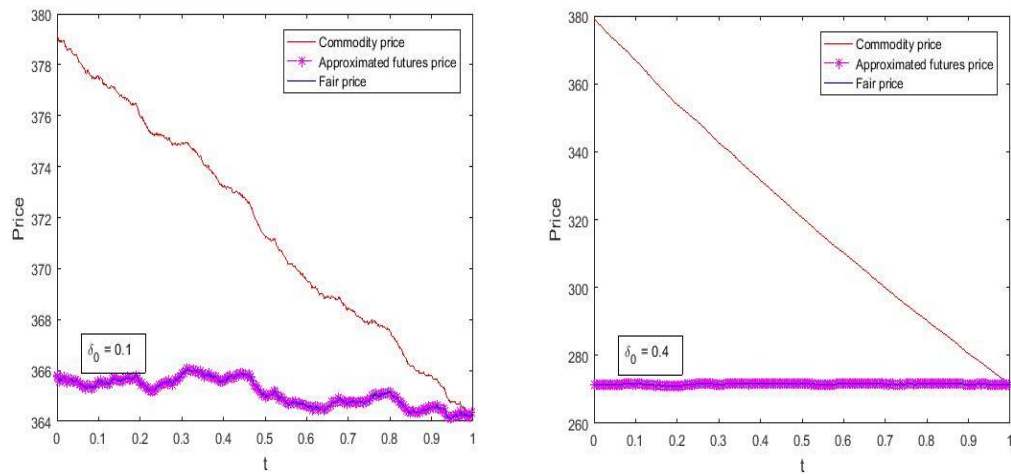 380
378
376
374
372
370
368
366
364
Price
Commodity price
Approximated futures price
Fair price
δ0 = 0.1
0 0.1 0.2 0.3 0.4 0.5 0.6 0.7 0.8 0.9 1
t
380
360
340
320
300
280
260
Price
Commodity price
Approximated futures price
Fair price
δ0 = 0.4
0 0.1 0.2 0.3 0.4 0.5 0.6 0.7 0.8 0.9 1
t